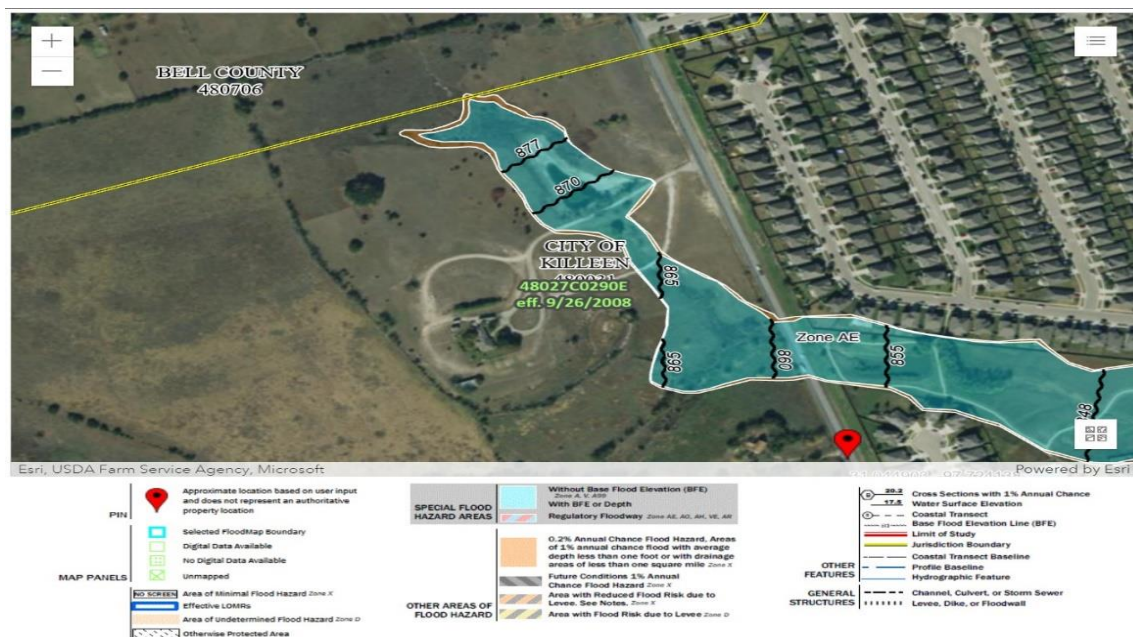 +
−
BELL COUNTY
480706
877
870
CITY OF
KILLEEN
480031
48027C0290E
eff. 9/26/2008
865
865
Zone AE
860
855
Esri, USDA Farm Service Agency, Microsoft
Powered by Esri
PIN
Approximate location based on user input
and does not represent an authoritative
property location
MAP PANELS
Selected FloodMap Boundary
Digital Data Available
No Digital Data Available
Unmapped
NO SCREEN Area of Minimal Flood Hazard Zone X
Effective LOMRs
Area of Undetermined Flood Hazard Zone D
Otherwise Protected Area
SPECIAL FLOOD
HAZARD AREAS
Without Base Flood Elevation (BFE)
Zone A, V, A99
With BFE or Depth
Regulatory Floodway Zone AE, AO, AH, VE, AR
0.2% Annual Chance Flood Hazard, Areas
of 1% annual chance flood with average
depth less than one foot or with drainage
areas of less than one square mile Zone X
Future Conditions 1% Annual
Chance Flood Hazard Zone X
OTHER AREAS OF
FLOOD HAZARD
Area with Reduced Flood Risk due to
Levee. See Notes. Zone X
Area with Flood Risk due to Levee Zone D
20.2 Cross Sections with 1% Annual Chance
17.5 Water Surface Elevation
Coastal Transect
Base Flood Elevation Line (BFE)
Limit of Study
Jurisdiction Boundary
Coastal Transect Baseline
OTHER
FEATURES
Profile Baseline
Hydrographic Feature
GENERAL
STRUCTURES
Channel, Culvert, or Storm Sewer
Levee, Dike, or Floodwall